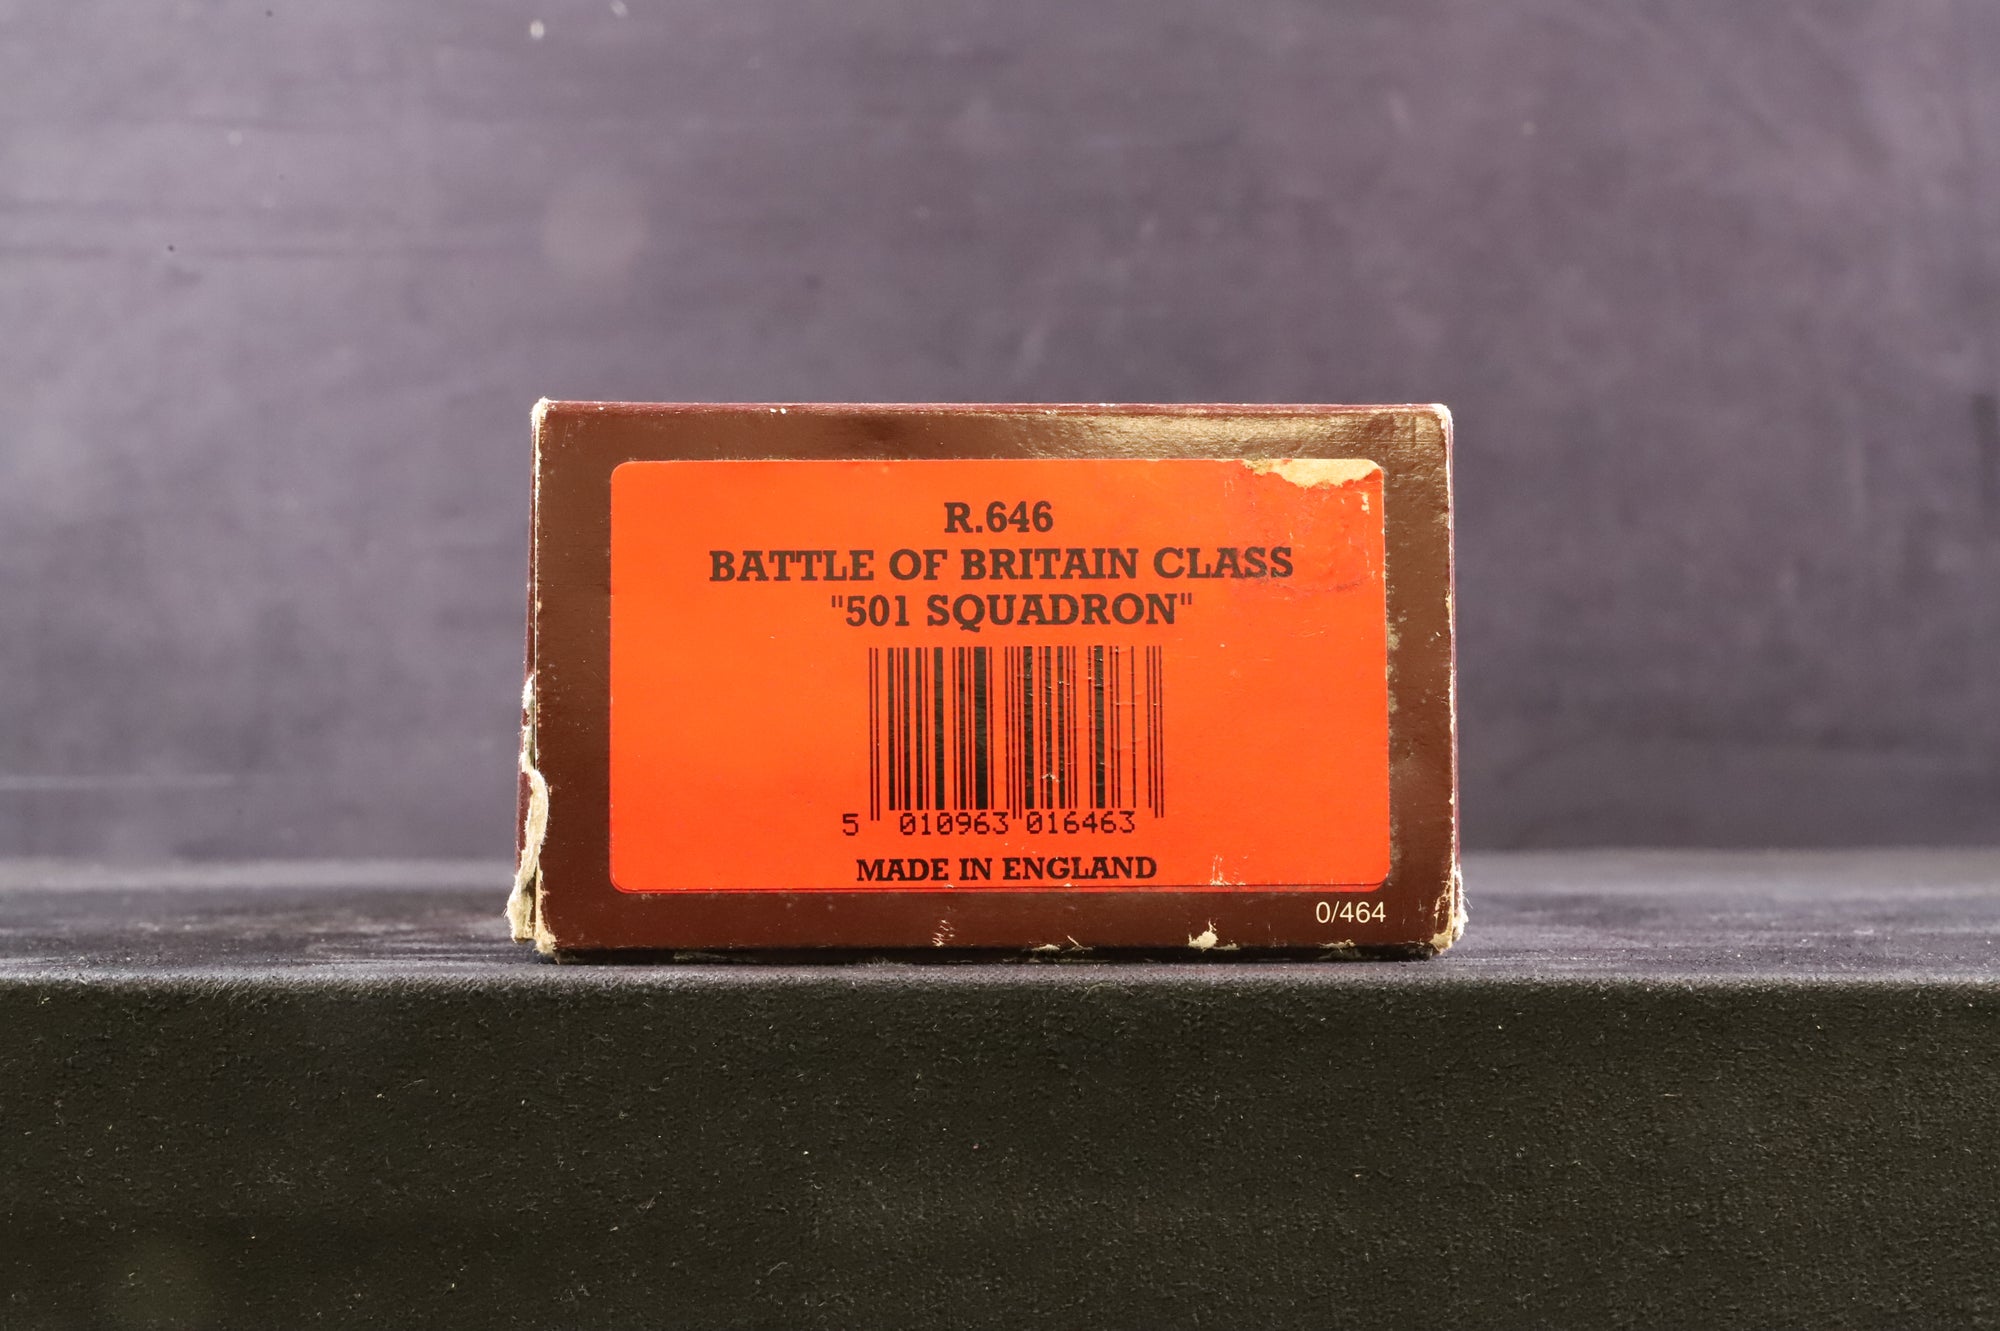 R.646
BATTLE OF BRITAIN CLASS
"501 SQUADRON"
5 010963 016463
MADE IN ENGLAND
0/464